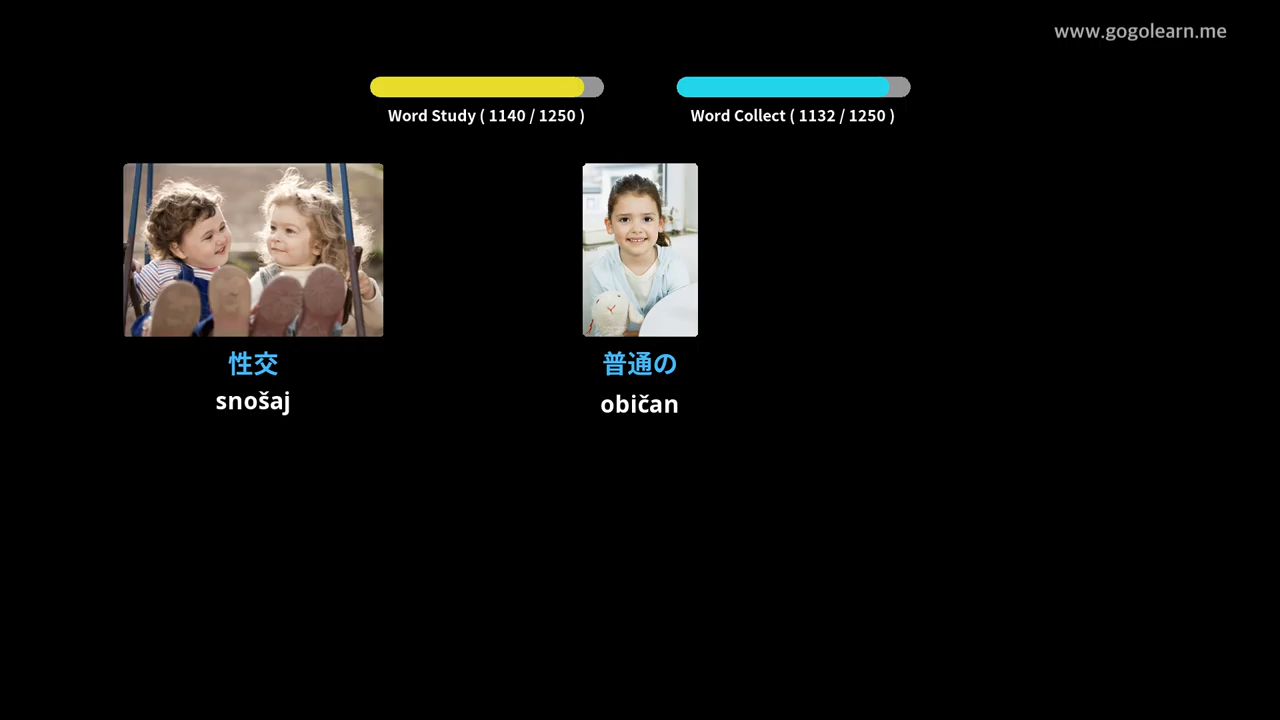 www.gogolearn.me
Word Study ( 1140 / 1250 )
Word Collect ( 1132 / 1250 )
性交
snošaj
普通の
običan